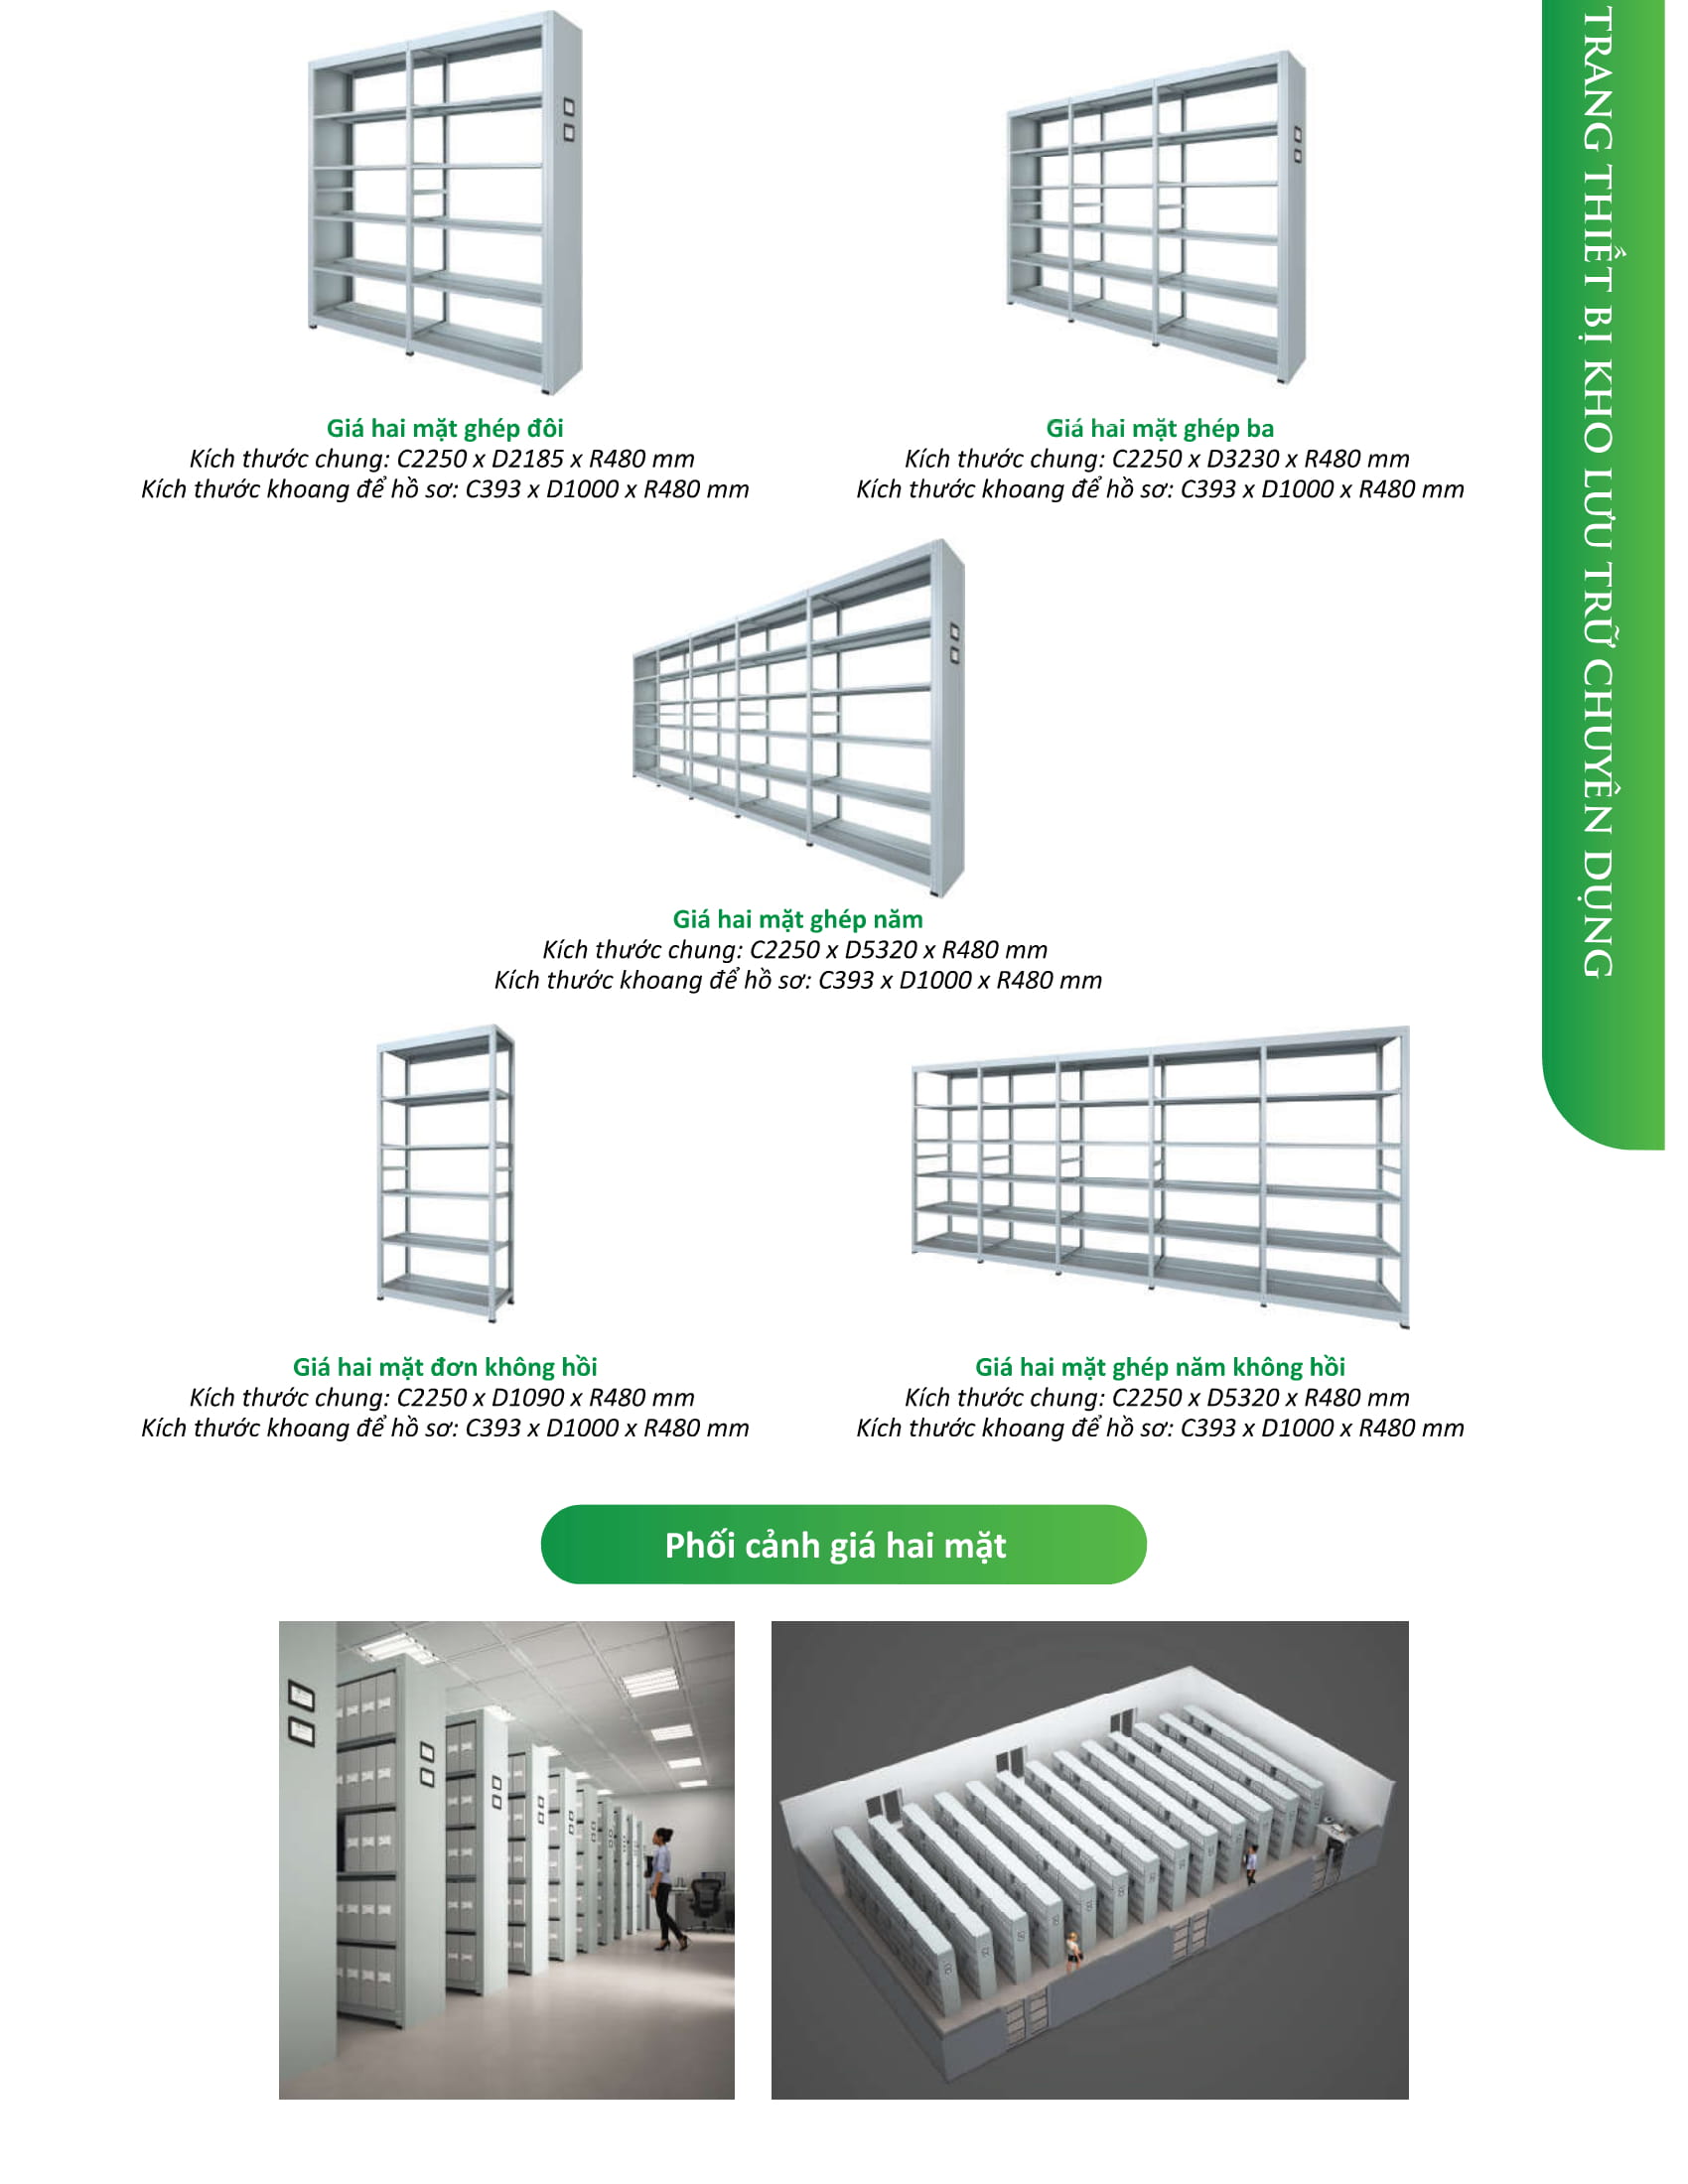 Giá hai mặt ghép đôi
Kích thước chung: C2250 x D2185 x R480 mm
Kích thước khoang để hồ sơ: C393 x D1000 x R480 mm
Giá hai mặt ghép ba
Kích thước chung: C2250 x D3230 x R480 mm
Kích thước khoang để hồ sơ: C393 x D1000 x R480 mm
Giá hai mặt ghép năm
Kích thước chung: C2250 x D5320 x R480 mm
Kích thước khoang để hồ sơ: C393 x D1000 x R480 mm
Giá hai mặt đơn không hồi
Kích thước chung: C2250 x D1090 x R480 mm
Kích thước khoang để hồ sơ: C393 x D1000 x R480 mm
Giá hai mặt ghép năm không hồi
Kích thước chung: C2250 x D5320 x R480 mm
Kích thước khoang để hồ sơ: C393 x D1000 x R480 mm
Phối cảnh giá hai mặt
TRANG THIẾT BỊ KHO LƯU TRỮ CHUYÊN DỤNG